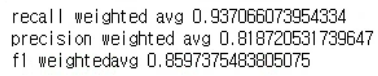 recall weighted avg 0.937066073954334
precision weighted avg 0.818720531739647
f1 weightedavg 0.8597375483805075